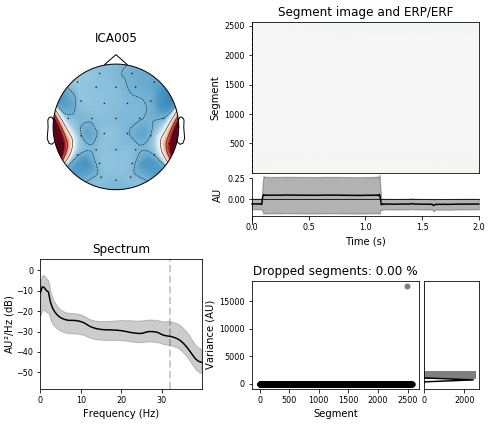 ICA005
Segment image and ERP/ERF
2500
2000
1500
1000
500
Segment
0.25
0.00
AU
0.0 0.5 1.0 1.5 2.0
Time (s)
Spectrum
0
−10
−20
−30
−40
−50
AU²/Hz (dB)
0 10 20 30
Frequency (Hz)
Dropped segments: 0.00 %
15000
10000
5000
0
Variance (AU)
0 500 1000 1500 2000 2500
Segment
0 2000